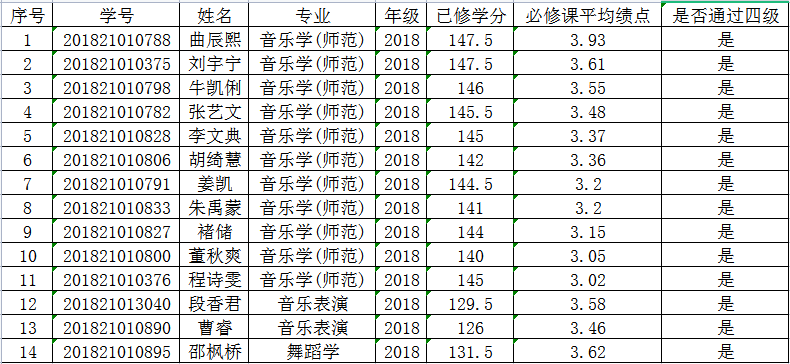 序号 学号 姓名 专业 年级 已修学分 必修课平均绩点 是否通过四级
1 201821010788 曲辰熙 音乐学(师范) 2018 147.5 3.93 是
2 201821010375 刘宇宁 音乐学(师范) 2018 147.5 3.61 是
3 201821010798 牛凯俐 音乐学(师范) 2018 146 3.55 是
4 201821010782 张艺文 音乐学(师范) 2018 145.5 3.48 是
5 201821010828 李文典 音乐学(师范) 2018 145 3.37 是
6 201821010806 胡绮慧 音乐学(师范) 2018 142 3.36 是
7 201821010791 姜凯 音乐学(师范) 2018 144.5 3.2 是
8 201821010833 朱禹蒙 音乐学(师范) 2018 141 3.2 是
9 201821010827 褚储 音乐学(师范) 2018 144 3.15 是
10 201821010800 董秋爽 音乐学(师范) 2018 140 3.05 是
11 201821010376 程诗雯 音乐学(师范) 2018 145 3.02 是
12 201821013040 段香君 音乐表演 2018 129.5 3.58 是
13 201821010890 曹睿 音乐表演 2018 126 3.46 是
14 201821010895 邵枫桥 舞蹈学 2018 131.5 3.62 是